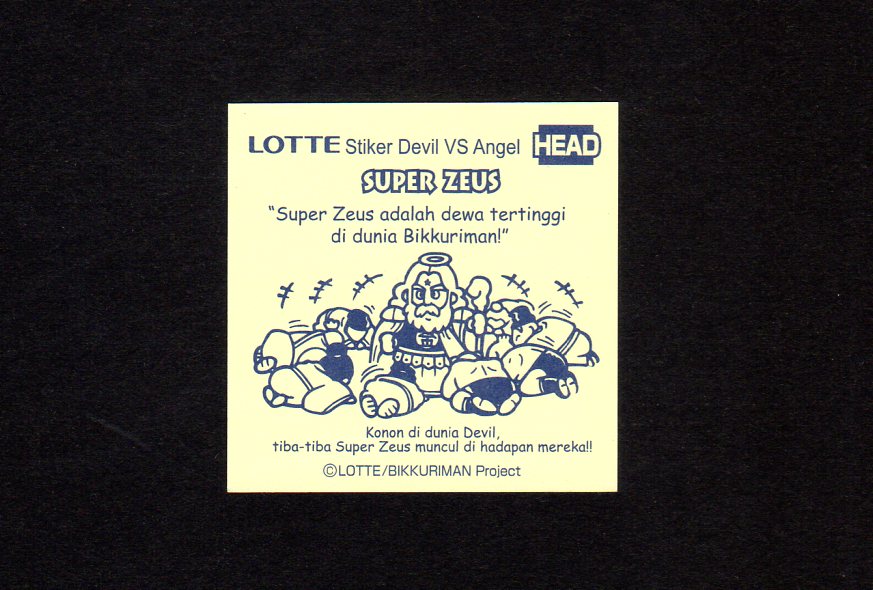 LOTTE Stiker Devil VS Angel HEAD
SUPER ZEUS
“Super Zeus adalah dewa tertinggi
di dunia Bikkuriman!”
Konon di dunia Devil,
tiba-tiba Super Zeus muncul di hadapan mereka!!
©LOTTE/BIKKURIMAN Project